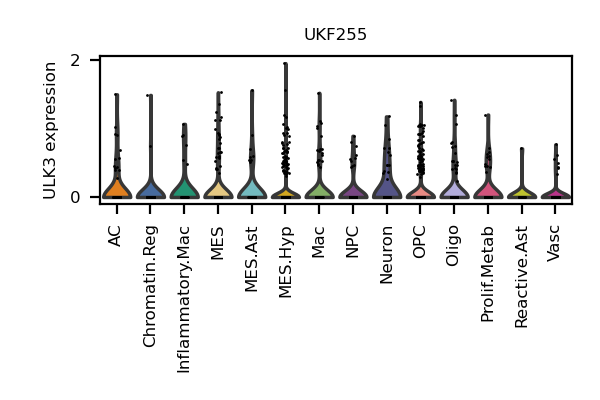 UKF255
ULK3 expression
2
0
AC
Chromatin.Reg
Inflammatory.Mac
MES
MES.Ast
MES.Hyp
Mac
NPC
Neuron
OPC
Oligo
Prolif.Metab
Reactive.Ast
Vasc